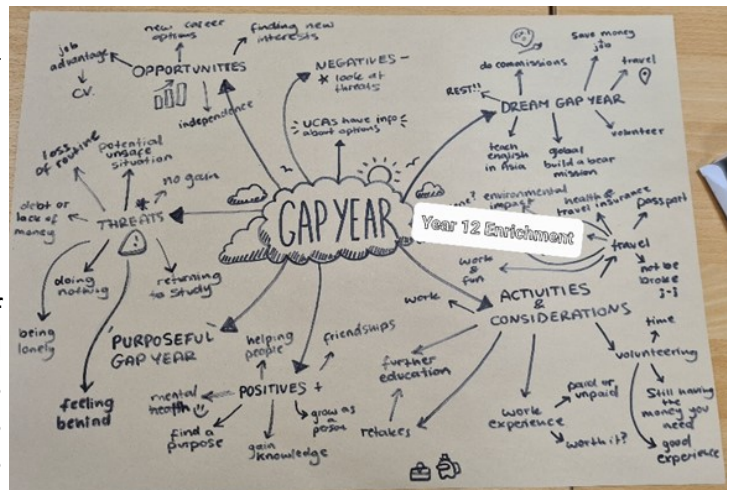 new career
options
finding new
interests
job
advantage
CV.
OPPORTUNITIES
independence
NEGATIVES -
* look at
threats
UCAS have info
about options
do commissions
save money
job
travel
REST!!
DREAM GAP YEAR
volunteer
teach
english
in Asia
global
build a bear
mission
loss
of routine
potential
unsafe
situation
no gain
debt or
lack of
money
THREATS
doing
nothing
returning
to study
being
lonely
feeling
behind
GAP YEAR
Year 12 Enrichment
environmental
impact
health &
travel insurance
passport
travel
not be
broke
;-;
work
&
fun
work
ACTIVITIES
&
CONSIDERATIONS
time
volunteering
still having
the
money you
need
good
experience
further
education
retakes
work
experience
paid or
unpaid
worth it?
PURPOSEFUL
GAP YEAR
helping
people
friendships
POSITIVES +
mental
health
find a
purpose
gain
knowledge
grow as
a
person